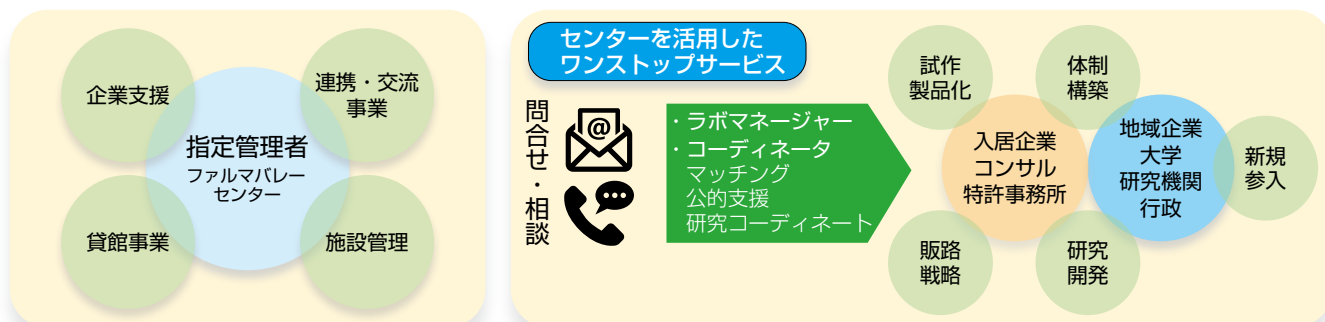 企業支援
連携・交流
事業
指定管理者
ファルマバレー
センター
貸館事業
施設管理
センターを活用した
ワンストップサービス
問合せ・相談
@
・ラボマネージャー
・コーディネータ
マッチング
公的支援
研究コーディネート
試作
製品化
体制
構築
入居企業
コンサル
特許事務所
地域企業
大学
研究機関
行政
新規
参入
販路
戦略
研究
開発